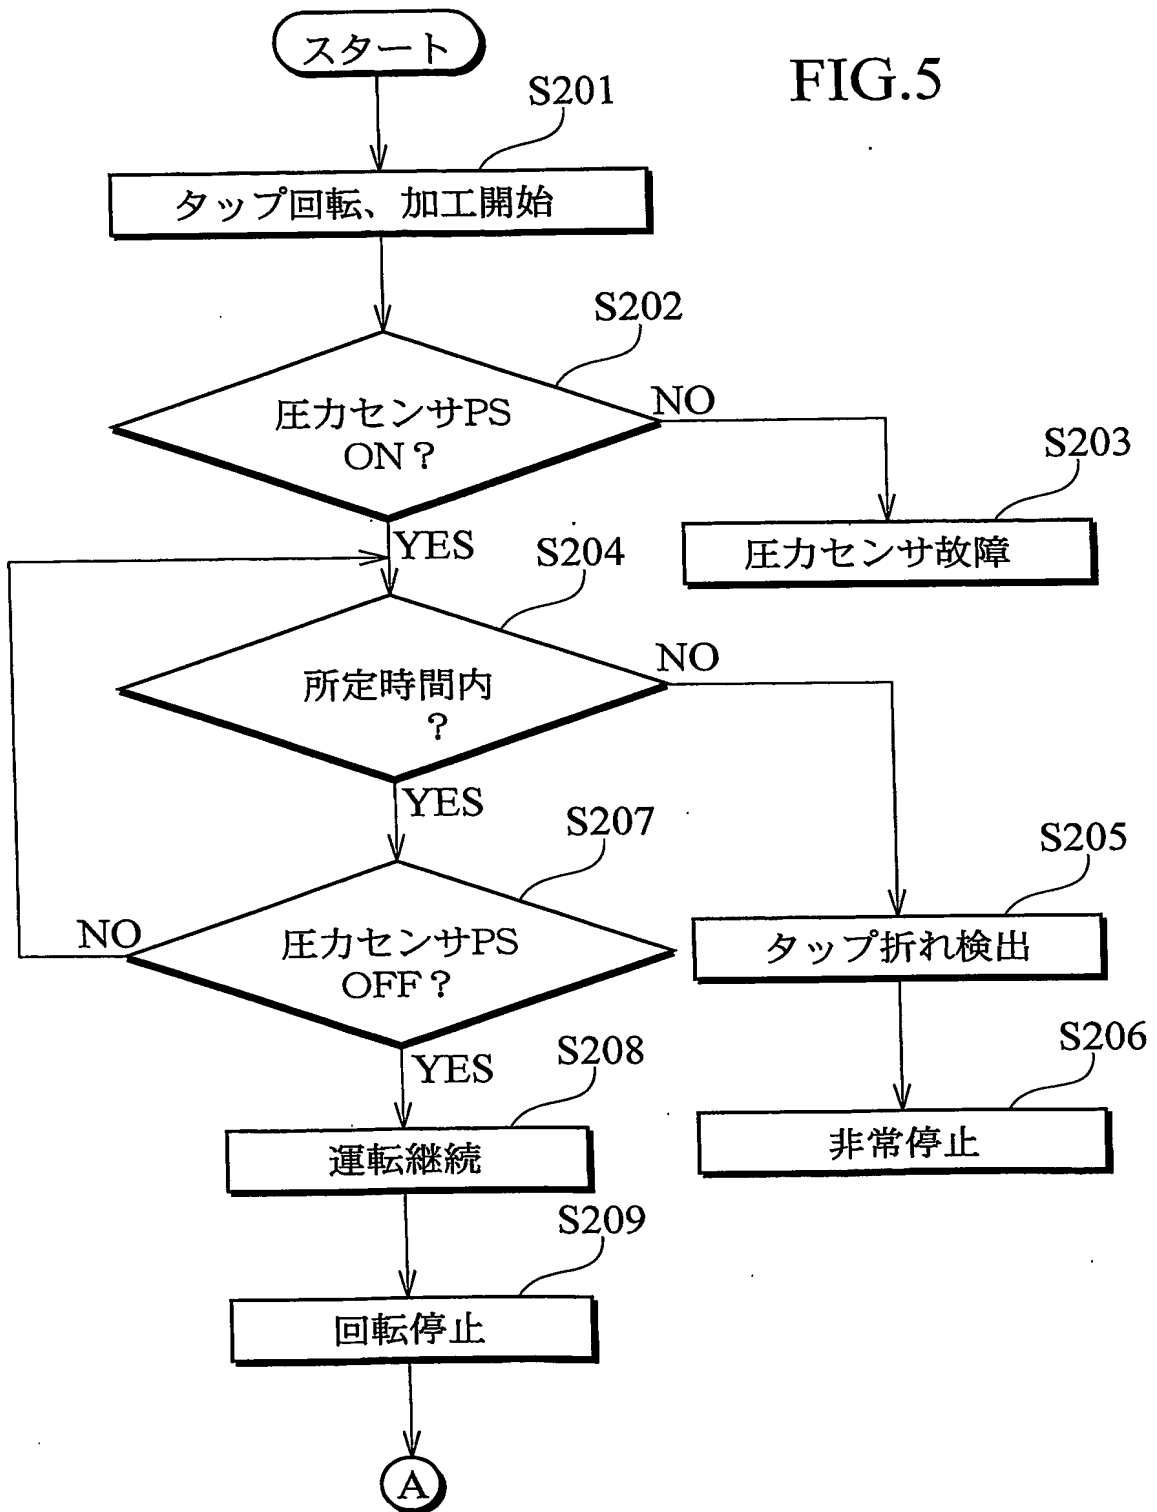 スタート
FIG.5
S201
タップ回転、加工開始
S202
圧力センサPS
ON？
NO
S203
圧力センサ故障
YES
S204
所定時間内
？
NO
YES
S207
圧力センサPS
OFF？
NO
S205
タップ折れ検出
YES
S206
非常停止
S208
運転継続
S209
回転停止
A